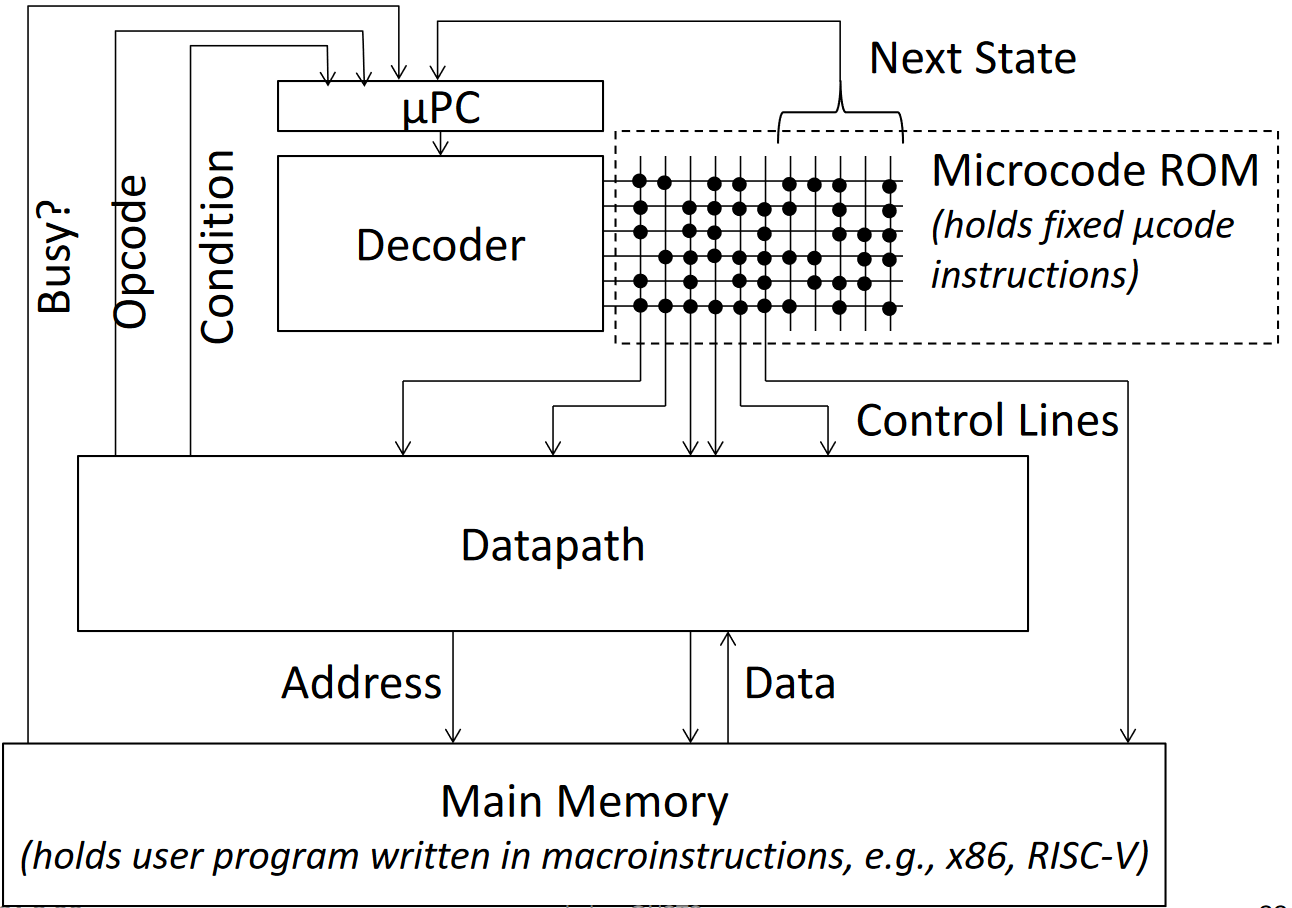 Next State
μPC
Microcode ROM
(holds fixed μcode
instructions)
Decoder
Busy?
Opcode
Condition
Control Lines
Datapath
Address
Data
Main Memory
(holds user program written in macroinstructions, e.g., x86, RISC-V)